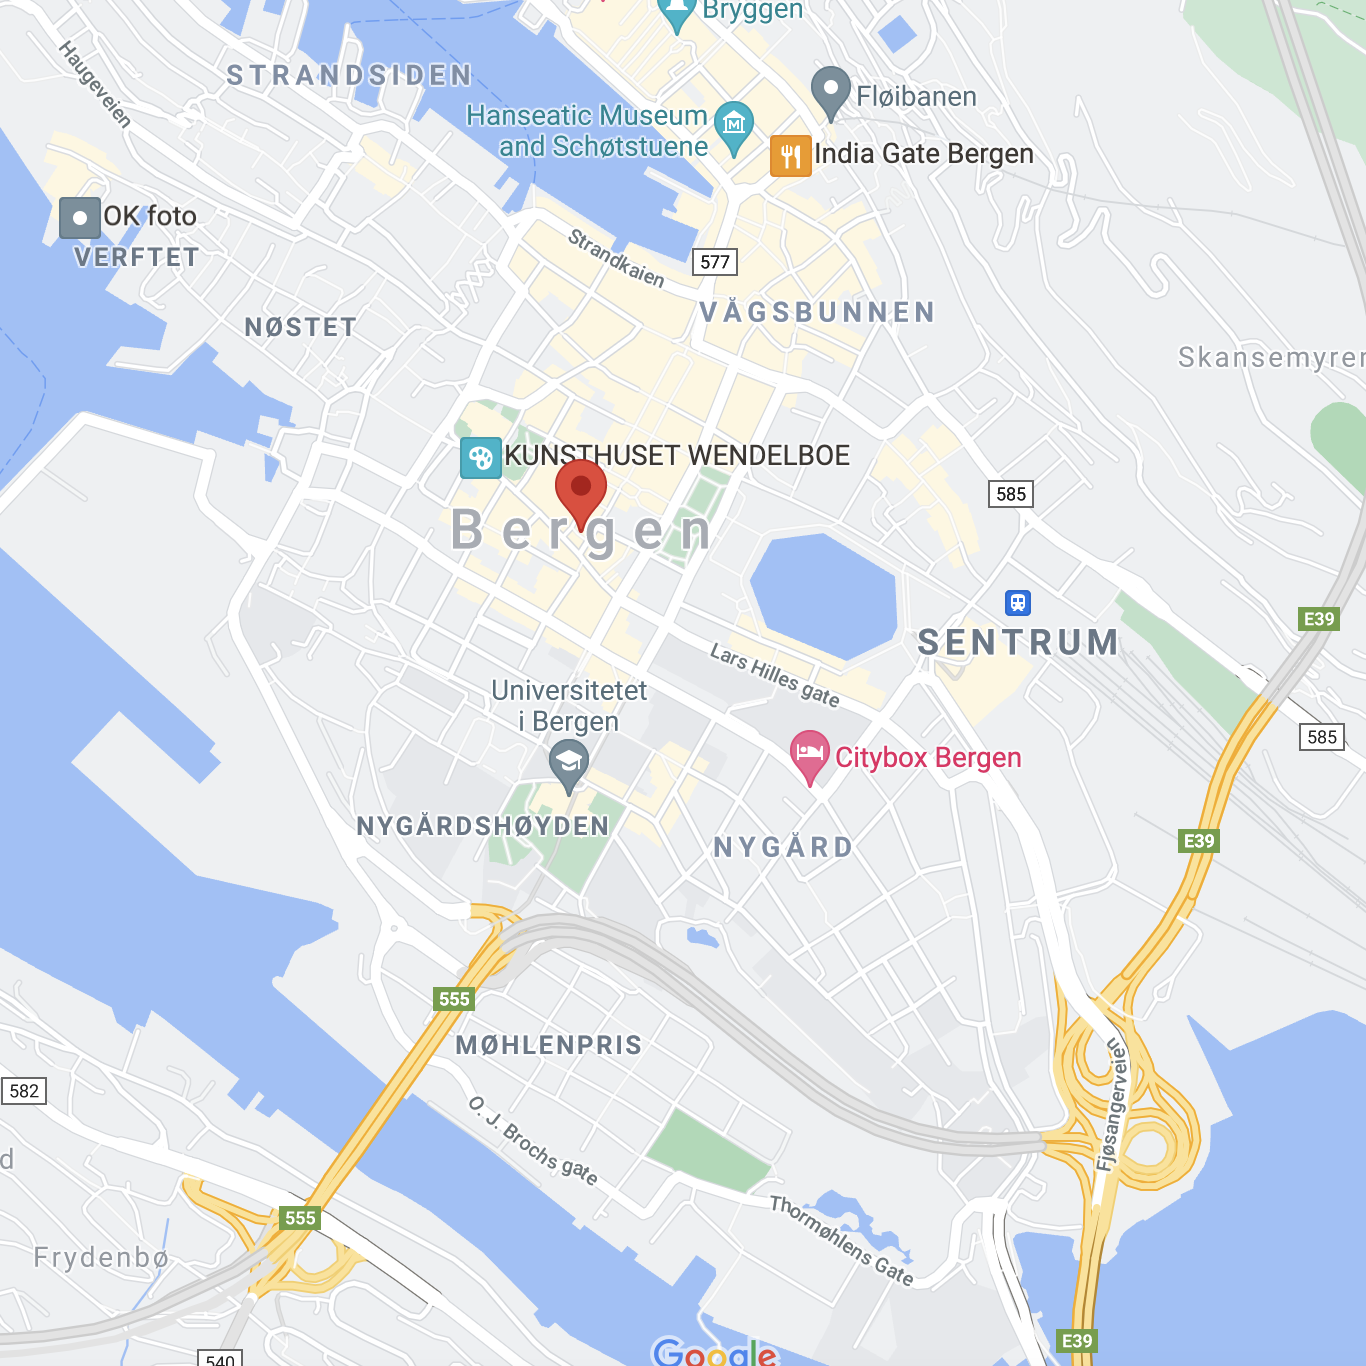 Bryggen
Haugeveien
STRANDSIDEN
Fløibanen
Hanseatic Museum
and Schøtstuene
India Gate Bergen
OK foto
VERFTET
Strandkaien
577
VÅGSBUNNEN
NØSTET
Skansemyren
KUNSTHUSET WENDELBOE
585
Bergen
E39
SENTRUM
Lars Hilles gate
Universitetet
i Bergen
585
Citybox Bergen
NYGÅRDSHØYDEN
NYGÅRD
E39
555
MØHLENPRIS
Fjøsangerveien
582
O. J. Brochs gate
d
555
Thormøhlens Gate
Frydenbø
E39
540
Google